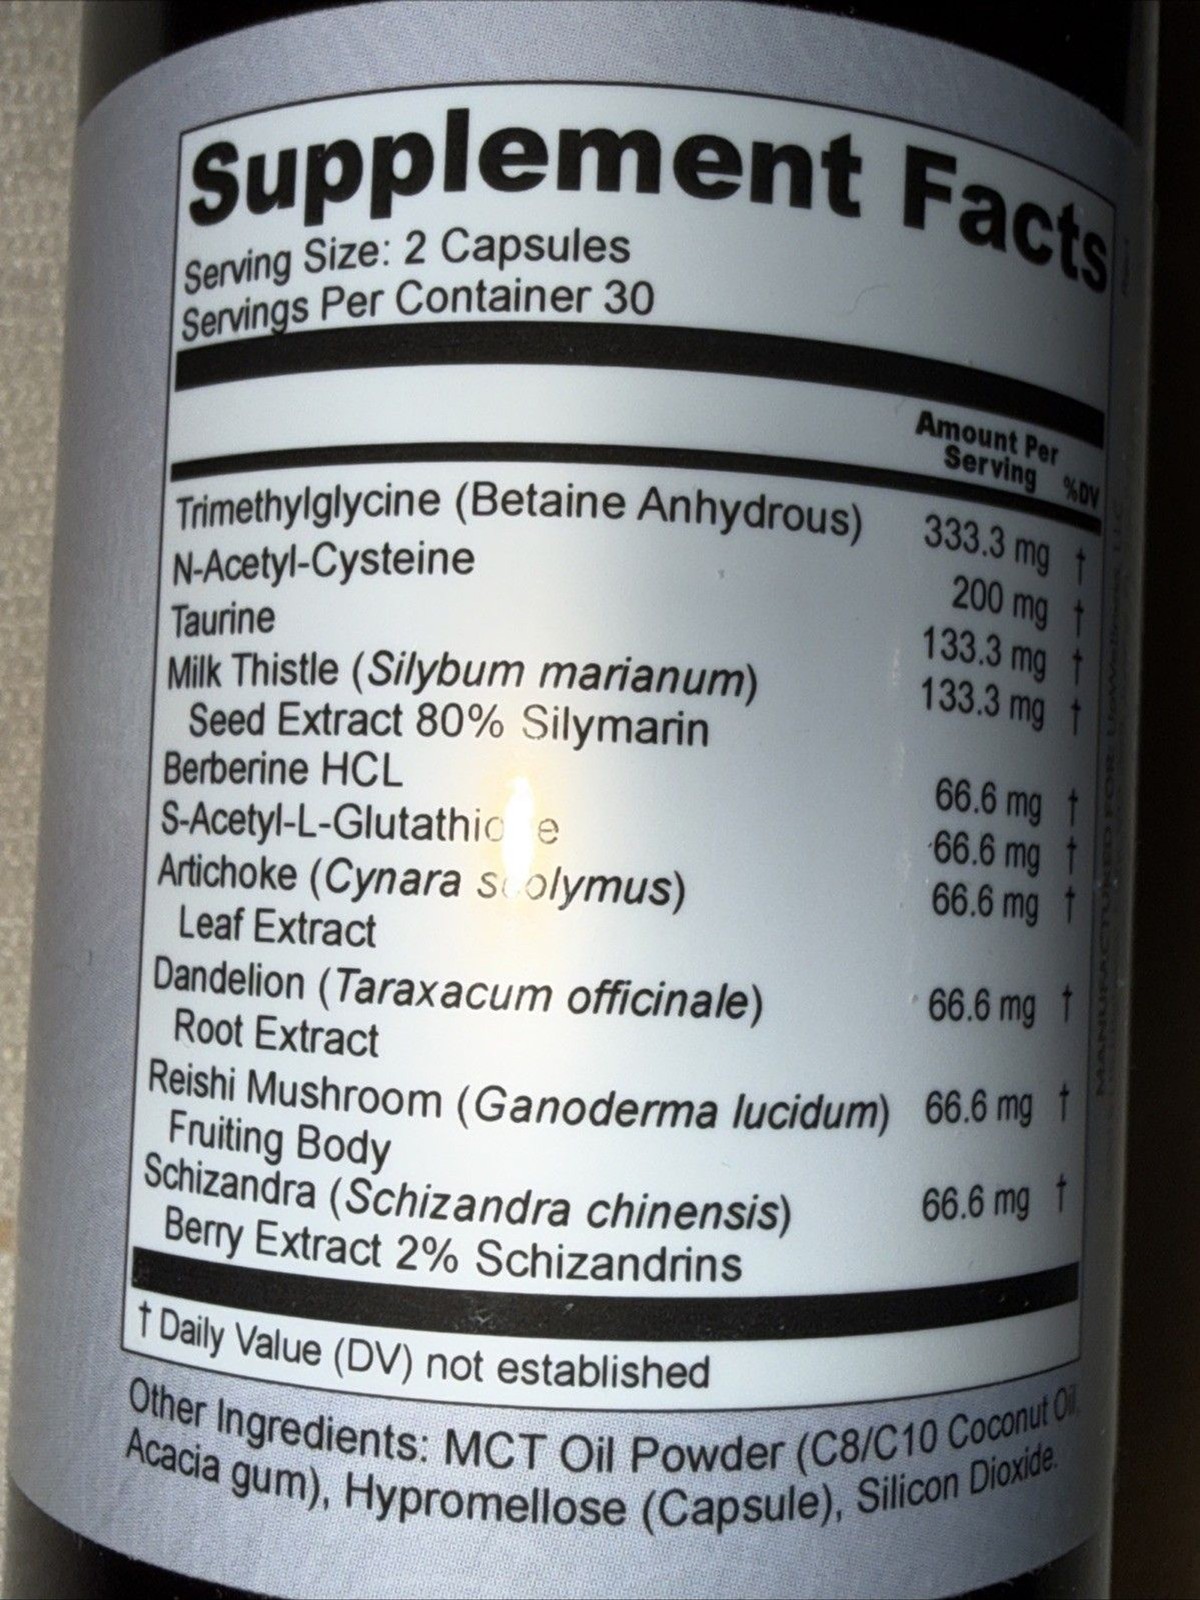 Supplement Facts
Serving Size: 2 Capsules
Servings Per Container 30
Amount Per
Serving %DV
Trimethylglycine (Betaine Anhydrous) 333.3 mg †
N-Acetyl-Cysteine 200 mg †
Taurine 133.3 mg †
Milk Thistle (Silybum marianum) 133.3 mg †
Seed Extract 80% Silymarin
Berberine HCL 66.6 mg †
S-Acetyl-L-Glutathione 66.6 mg †
Artichoke (Cynara scolymus) 66.6 mg †
Leaf Extract
Dandelion (Taraxacum officinale) 66.6 mg †
Root Extract
Reishi Mushroom (Ganoderma lucidum) 66.6 mg †
Fruiting Body
Schizandra (Schizandra chinensis) 66.6 mg †
Berry Extract 2% Schizandrins
† Daily Value (DV) not established
Other Ingredients: MCT Oil Powder (C8/C10 Coconut Oil,
Acacia gum), Hypromellose (Capsule), Silicon Dioxide.
MANUFACTURED FOR